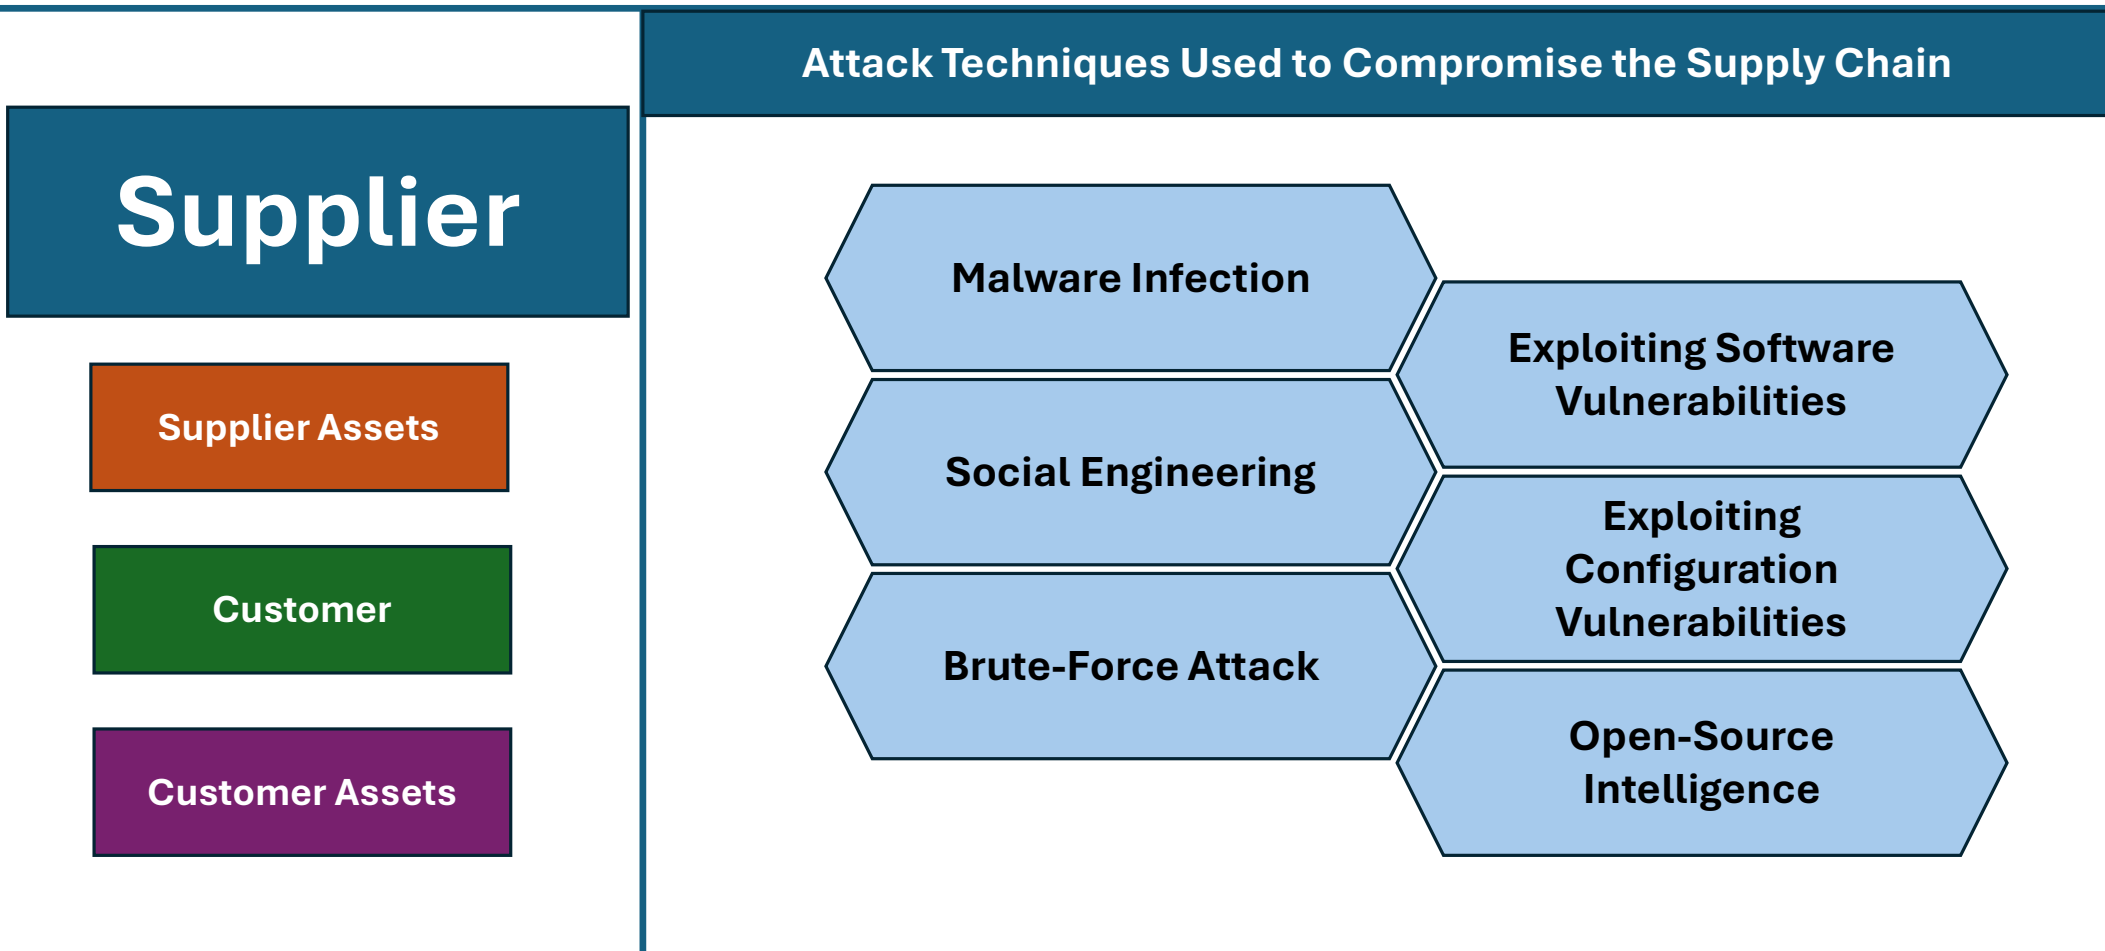 Attack Techniques Used to Compromise the Supply Chain
Supplier
Supplier Assets
Customer
Customer Assets
Malware Infection
Exploiting Software
Vulnerabilities
Social Engineering
Exploiting
Configuration
Vulnerabilities
Brute-Force Attack
Open-Source
Intelligence